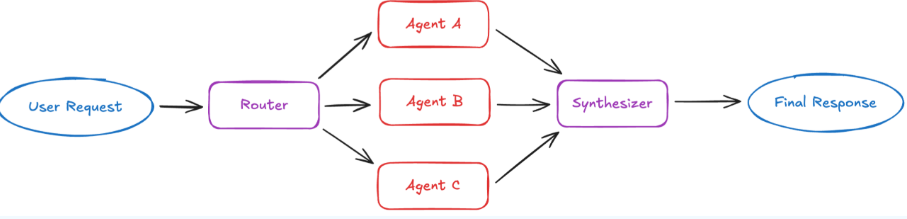 User Request
Router
Agent A
Agent B
Agent C
Synthesizer
Final Response